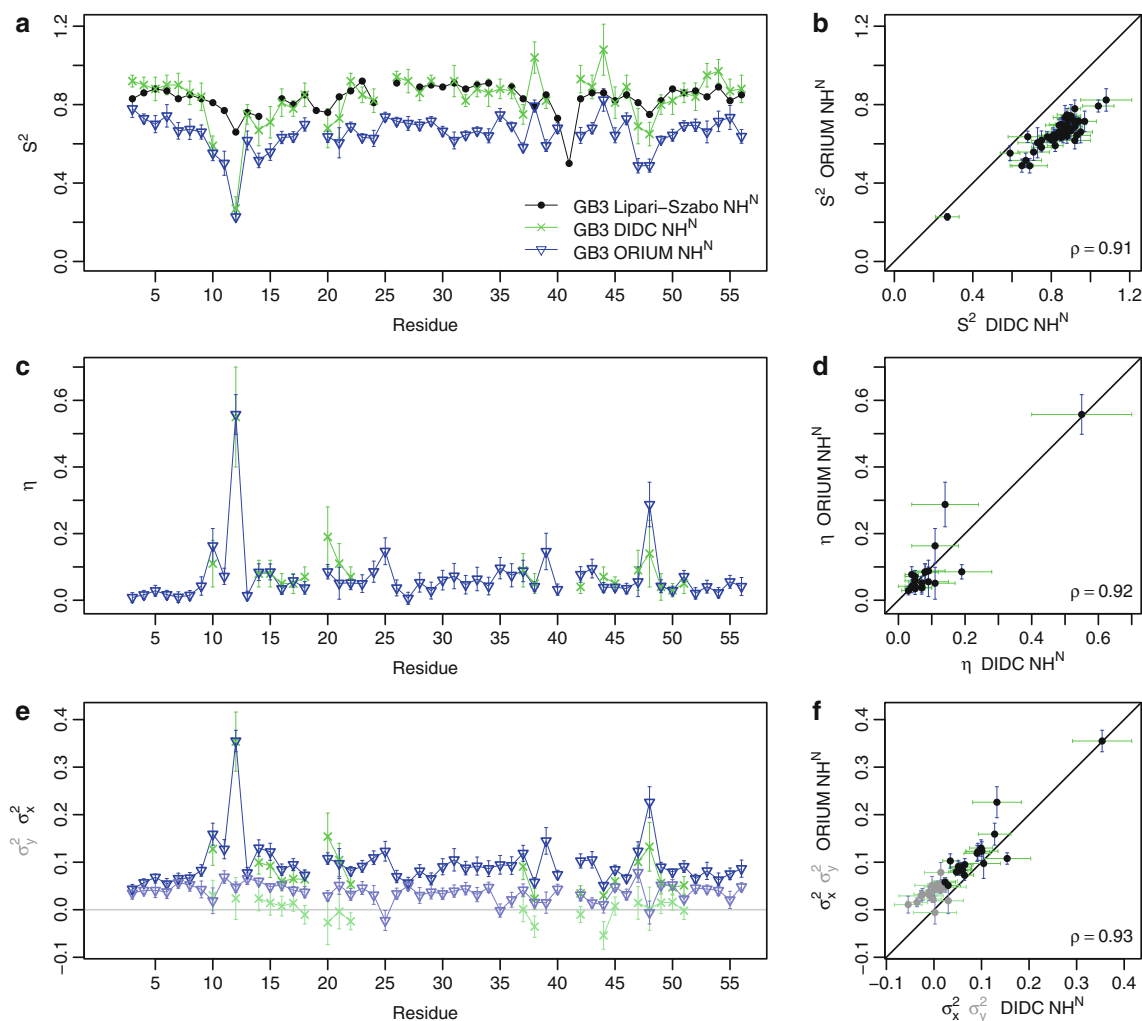 a
S²
0.0 0.4 0.8 1.2
GB3 Lipari−Szabo NHᴺ
GB3 DIDC NHᴺ
GB3 ORIUM NHᴺ
5 10 15 20 25 30 35 40 45 50 55
Residue
b
S² ORIUM NHᴺ
0.0 0.4 0.8 1.2
ρ = 0.91
0.0 0.4 0.8 1.2
S² DIDC NHᴺ
c
η
0.0 0.2 0.4 0.6
5 10 15 20 25 30 35 40 45 50 55
Residue
d
η ORIUM NHᴺ
0.0 0.2 0.4 0.6
ρ = 0.92
0.0 0.2 0.4 0.6
η DIDC NHᴺ
e
σ²y σ²x
−0.1 0.0 0.1 0.2 0.3 0.4
5 10 15 20 25 30 35 40 45 50 55
Residue
f
σ²x σ²y ORIUM NHᴺ
−0.1 0.0 0.1 0.2 0.3 0.4
ρ = 0.93
−0.1 0.0 0.1 0.2 0.3 0.4
σ²x σ²y DIDC NHᴺ